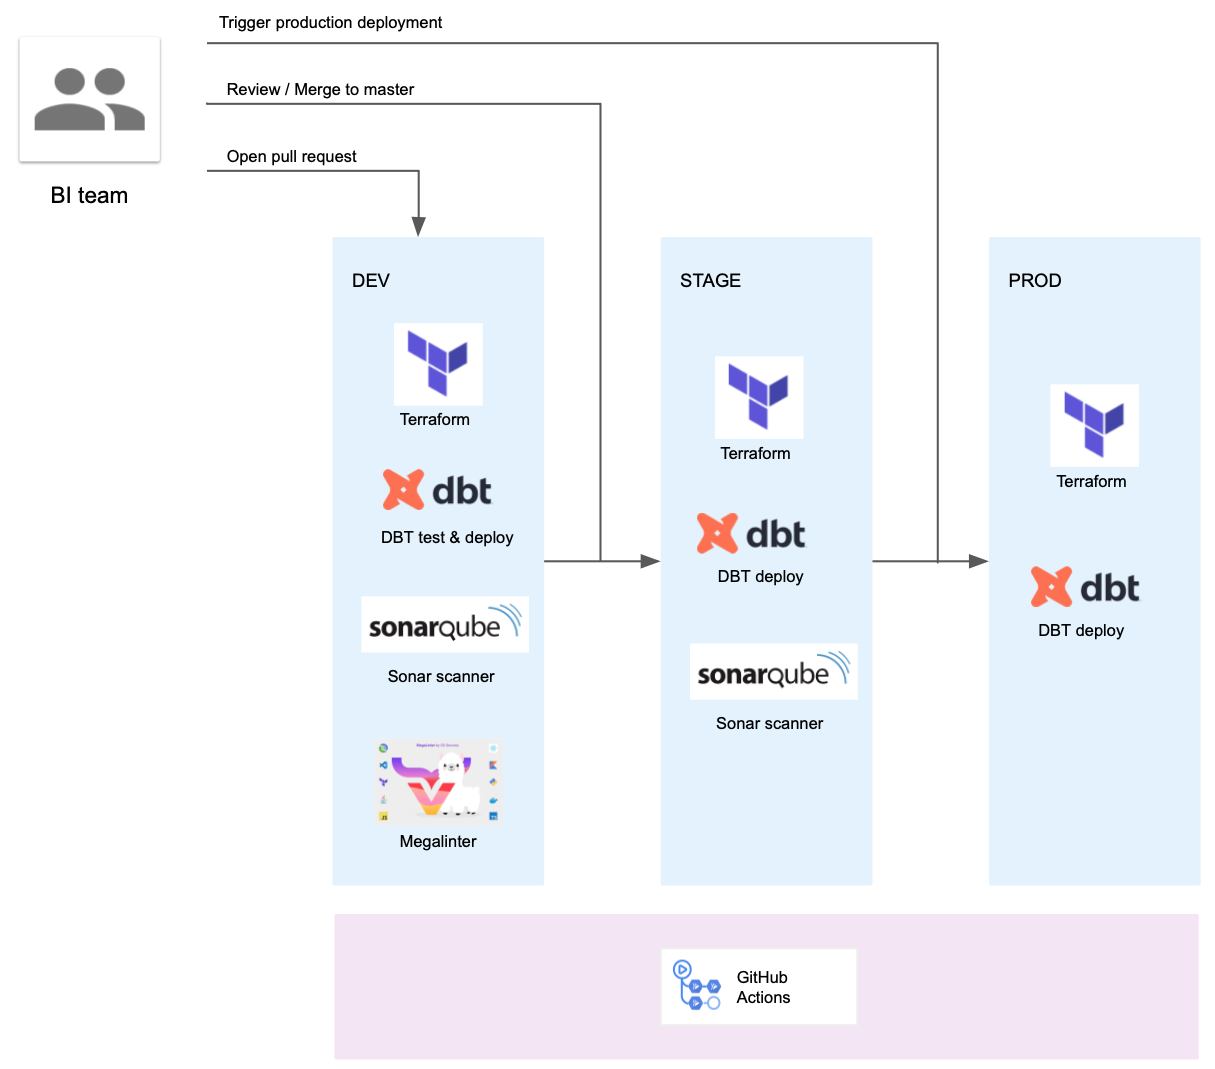 Trigger production deployment
Review / Merge to master
Open pull request
BI team
DEV
Terraform
dbt
DBT test & deploy
sonarqube
Sonar scanner
Megalinter
STAGE
Terraform
dbt
DBT deploy
sonarqube
Sonar scanner
PROD
Terraform
dbt
DBT deploy
GitHub
Actions